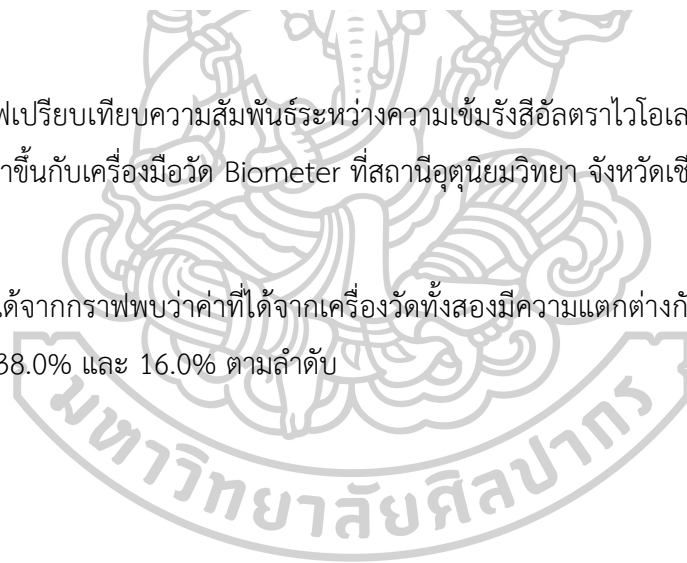 ฟเปรียบเทียบความสัมพันธ์ระหว่างความเข้มรังสีอัลตราไวโอเล
าขึ้นกับเครื่องมือวัด Biometer ที่สถานีอุตุนิยมวิทยา จังหวัดเชี
ได้จากกราฟพบว่าค่าที่ได้จากเครื่องวัดทั้งสองมีความแตกต่างกั
38.0% และ 16.0% ตามลำดับ
มหาวิทยาลัยศิลปากร